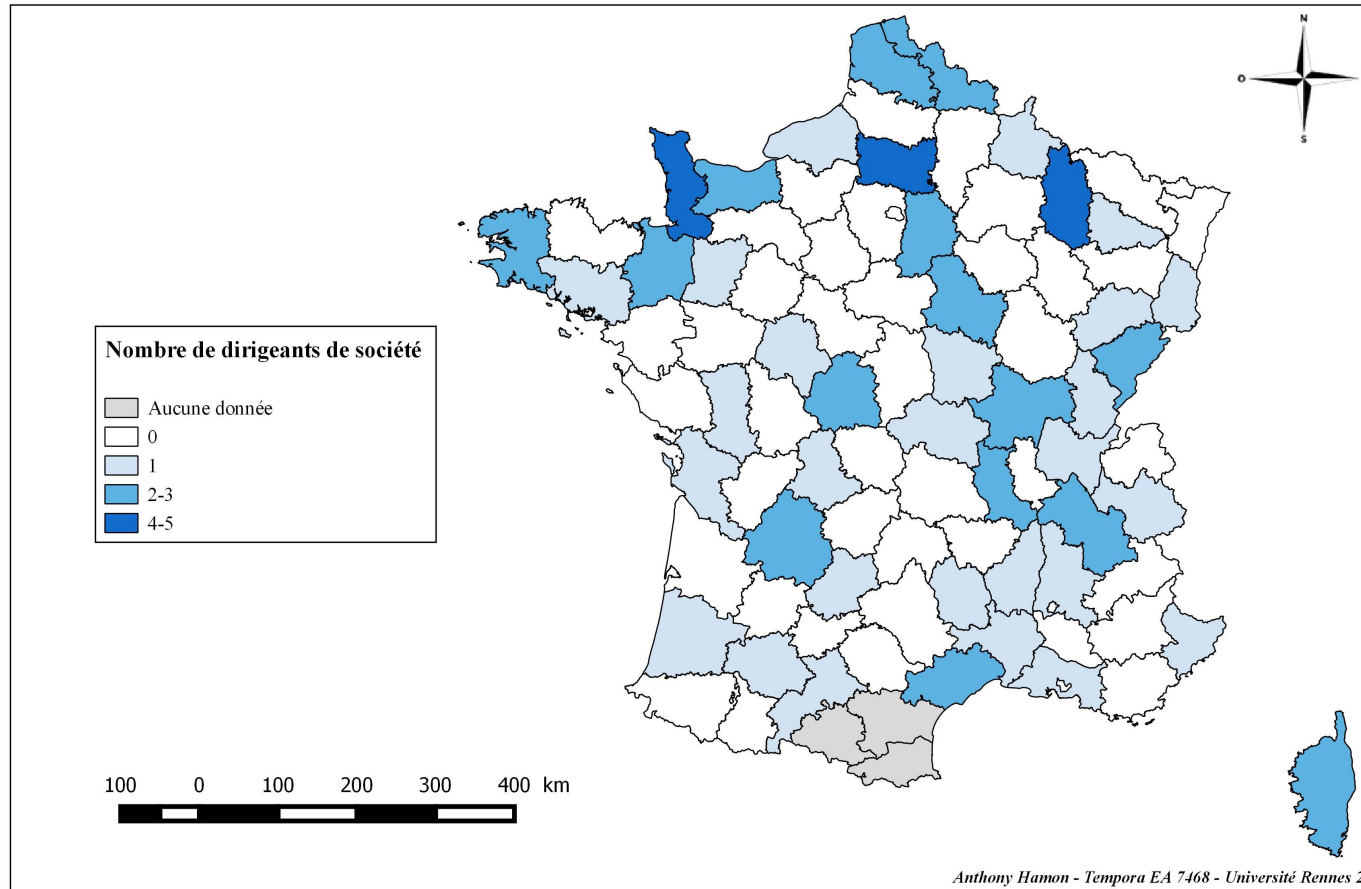 N
O
S
Nombre de dirigeants de société
Aucune donnée
0
1
2-3
4-5
100 0 100 200 300 400 km
Anthony Hamon - Tempora EA 7468 - Université Rennes 2